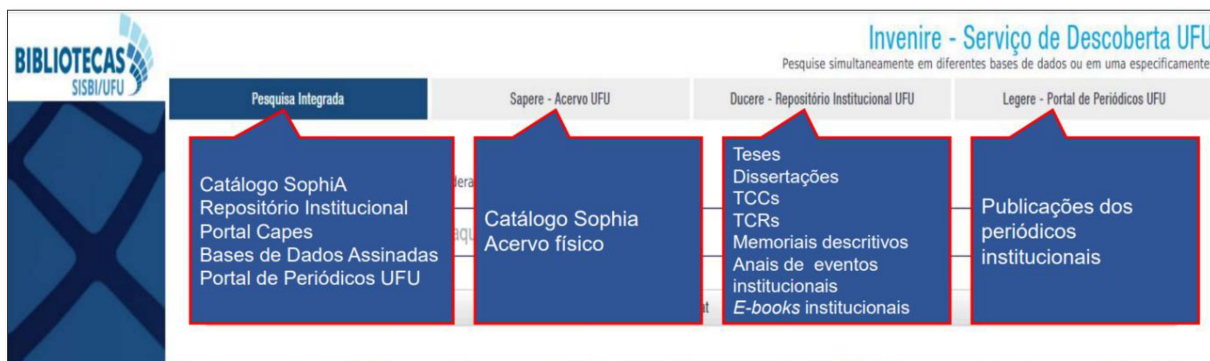 BIBLIOTECAS
SISBI/UFU
Invenire - Serviço de Descoberta UFU
Pesquise simultaneamente em diferentes bases de dados ou em uma especificamente
Pesquisa Integrada
Sapere - Acervo UFU
Ducere - Repositório Institucional UFU
Legere - Portal de Periódicos UFU
Catálogo SophiA
Repositório Institucional
Portal Capes
Bases de Dados Assinadas
Portal de Periódicos UFU
Catálogo Sophia
Acervo físico
Teses
Dissertações
TCCs
TCRs
Memoriais descritivos
Anais de eventos
institucionais
E-books institucionais
Publicações dos
periódicos
institucionais